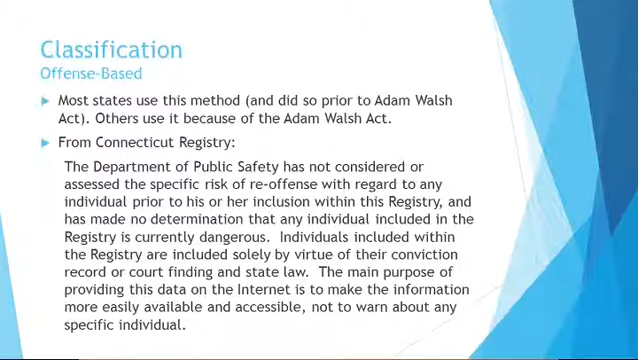 Classification
Offense-Based
Most states use this method (and did so prior to Adam Walsh
Act). Others use it because of the Adam Walsh Act.
From Connecticut Registry:
The Department of Public Safety has not considered or
assessed the specific risk of re-offense with regard to any
individual prior to his or her inclusion within this Registry, and
has made no determination that any individual included in the
Registry is currently dangerous. Individuals included within
the Registry are included solely by virtue of their conviction
record or court finding and state law. The main purpose of
providing this data on the Internet is to make the information
more easily available and accessible, not to warn about any
specific individual.